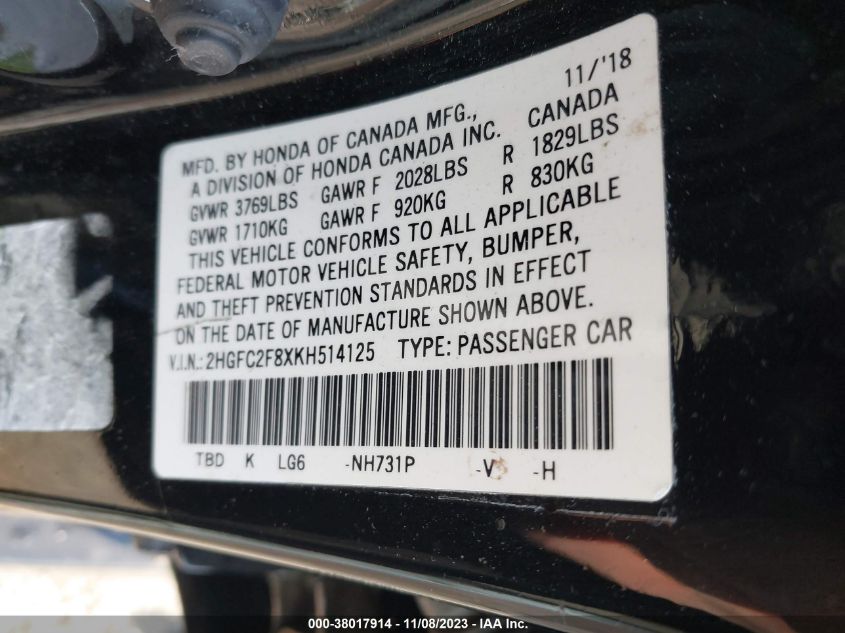 11/'18
MFD. BY HONDA OF CANADA MFG.,
A DIVISION OF HONDA CANADA INC. CANADA
GVWR 3769LBS GAWR F 2028LBS R 1829LBS
GVWR 1710KG GAWR F 920KG R 830KG
THIS VEHICLE CONFORMS TO ALL APPLICABLE
FEDERAL MOTOR VEHICLE SAFETY, BUMPER,
AND THEFT PREVENTION STANDARDS IN EFFECT
ON THE DATE OF MANUFACTURE SHOWN ABOVE.
V.I.N.: 2HGFC2F8XKH514125 TYPE: PASSENGER CAR
TBD K LG6 -NH731P -V -H
000-38017914 - 11/08/2023 - IAA Inc.